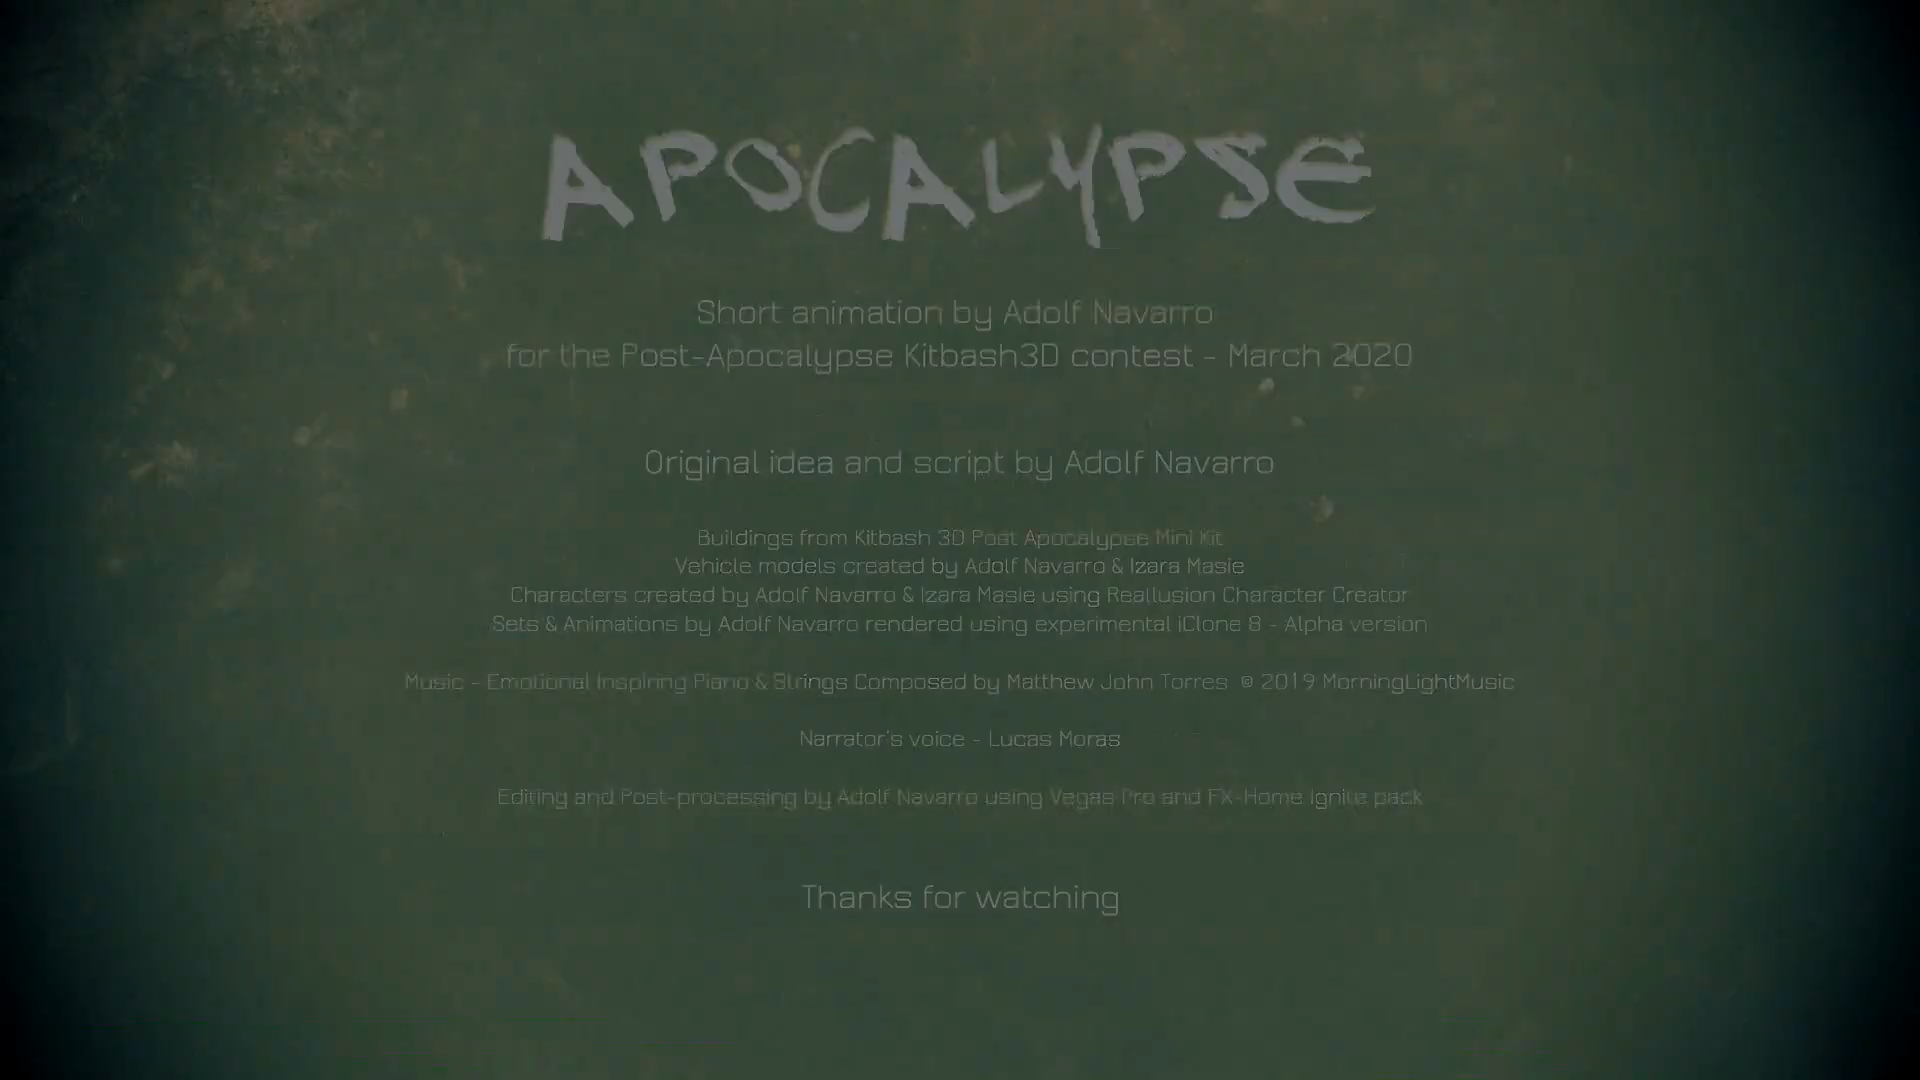 APOCALYPSE
Short animation by Adolf Navarro
for the Post-Apocalypse Kitbash3D contest - March 2020
Original idea and script by Adolf Navarro
Buildings from Kitbash 3D Post Apocalypse Mini Kit
Vehicle models created by Adolf Navarro & Izara Masie
Characters created by Adolf Navarro & Izara Masie using Reallusion Character Creator
Sets & Animations by Adolf Navarro rendered using experimental iClone 8 - Alpha version
Music - Emotional Inspiring Piano & Strings Composed by Matthew John Torres © 2019 MorningLightMusic
Narrator's voice - Lucas Moras
Editing and Post-processing by Adolf Navarro using Vegas Pro and FX-Home Ignite pack
Thanks for watching